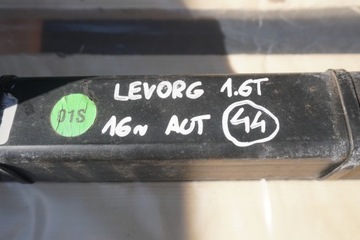 LEVORG 1.6T
D1S 16n AUT 44